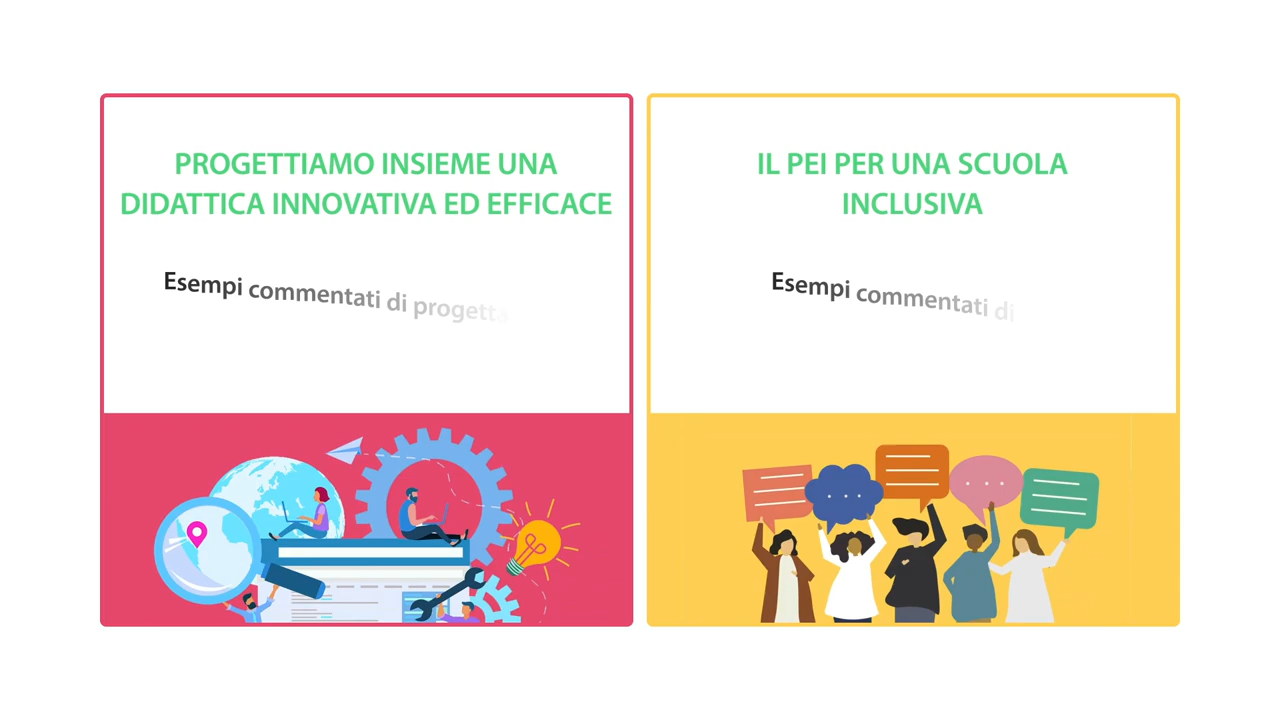 PROGETTIAMO INSIEME UNA
DIDATTICA INNOVATIVA ED EFFICACE
Esempi commentati di
IL PEI PER UNA SCUOLA
INCLUSIVA
Esempi commentati di